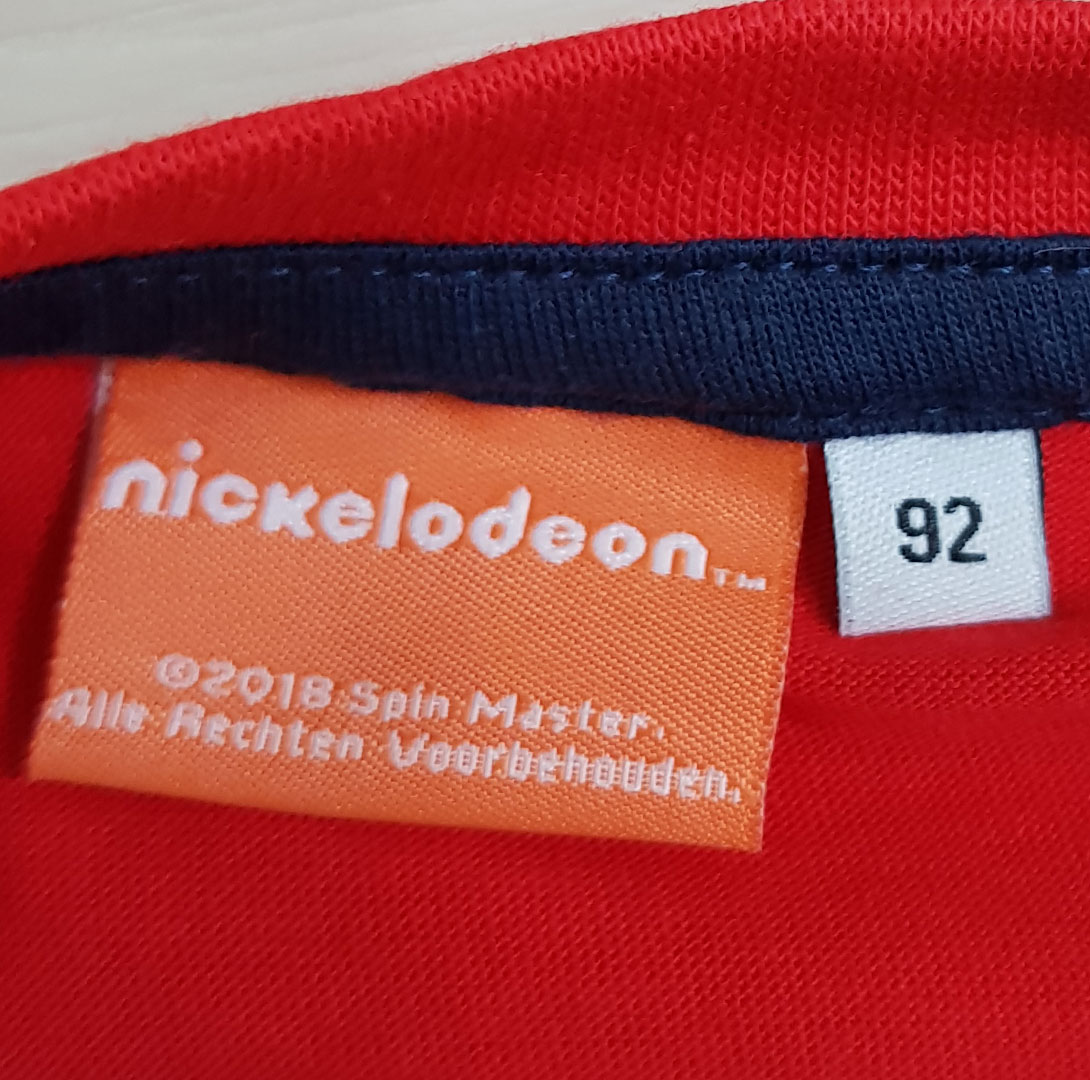 nickelodeon™
92
©2018 Spin Master.
Alle Rechten Voorbehouden.